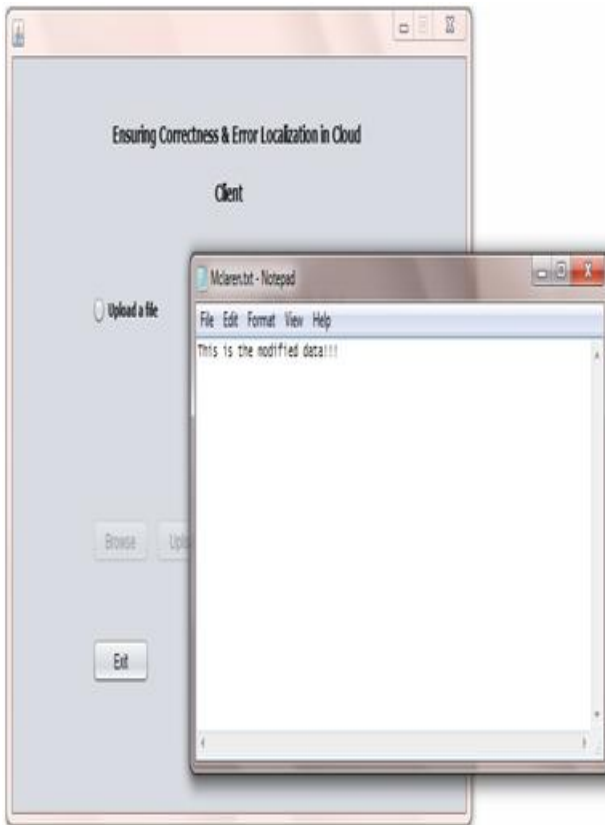 Ensuring Correctness & Error Localization in Cloud
Client
Upload a file
Mclaren.txt - Notepad
File Edit Format View Help
This is the modified data!!!
Browse Uplo
Exit